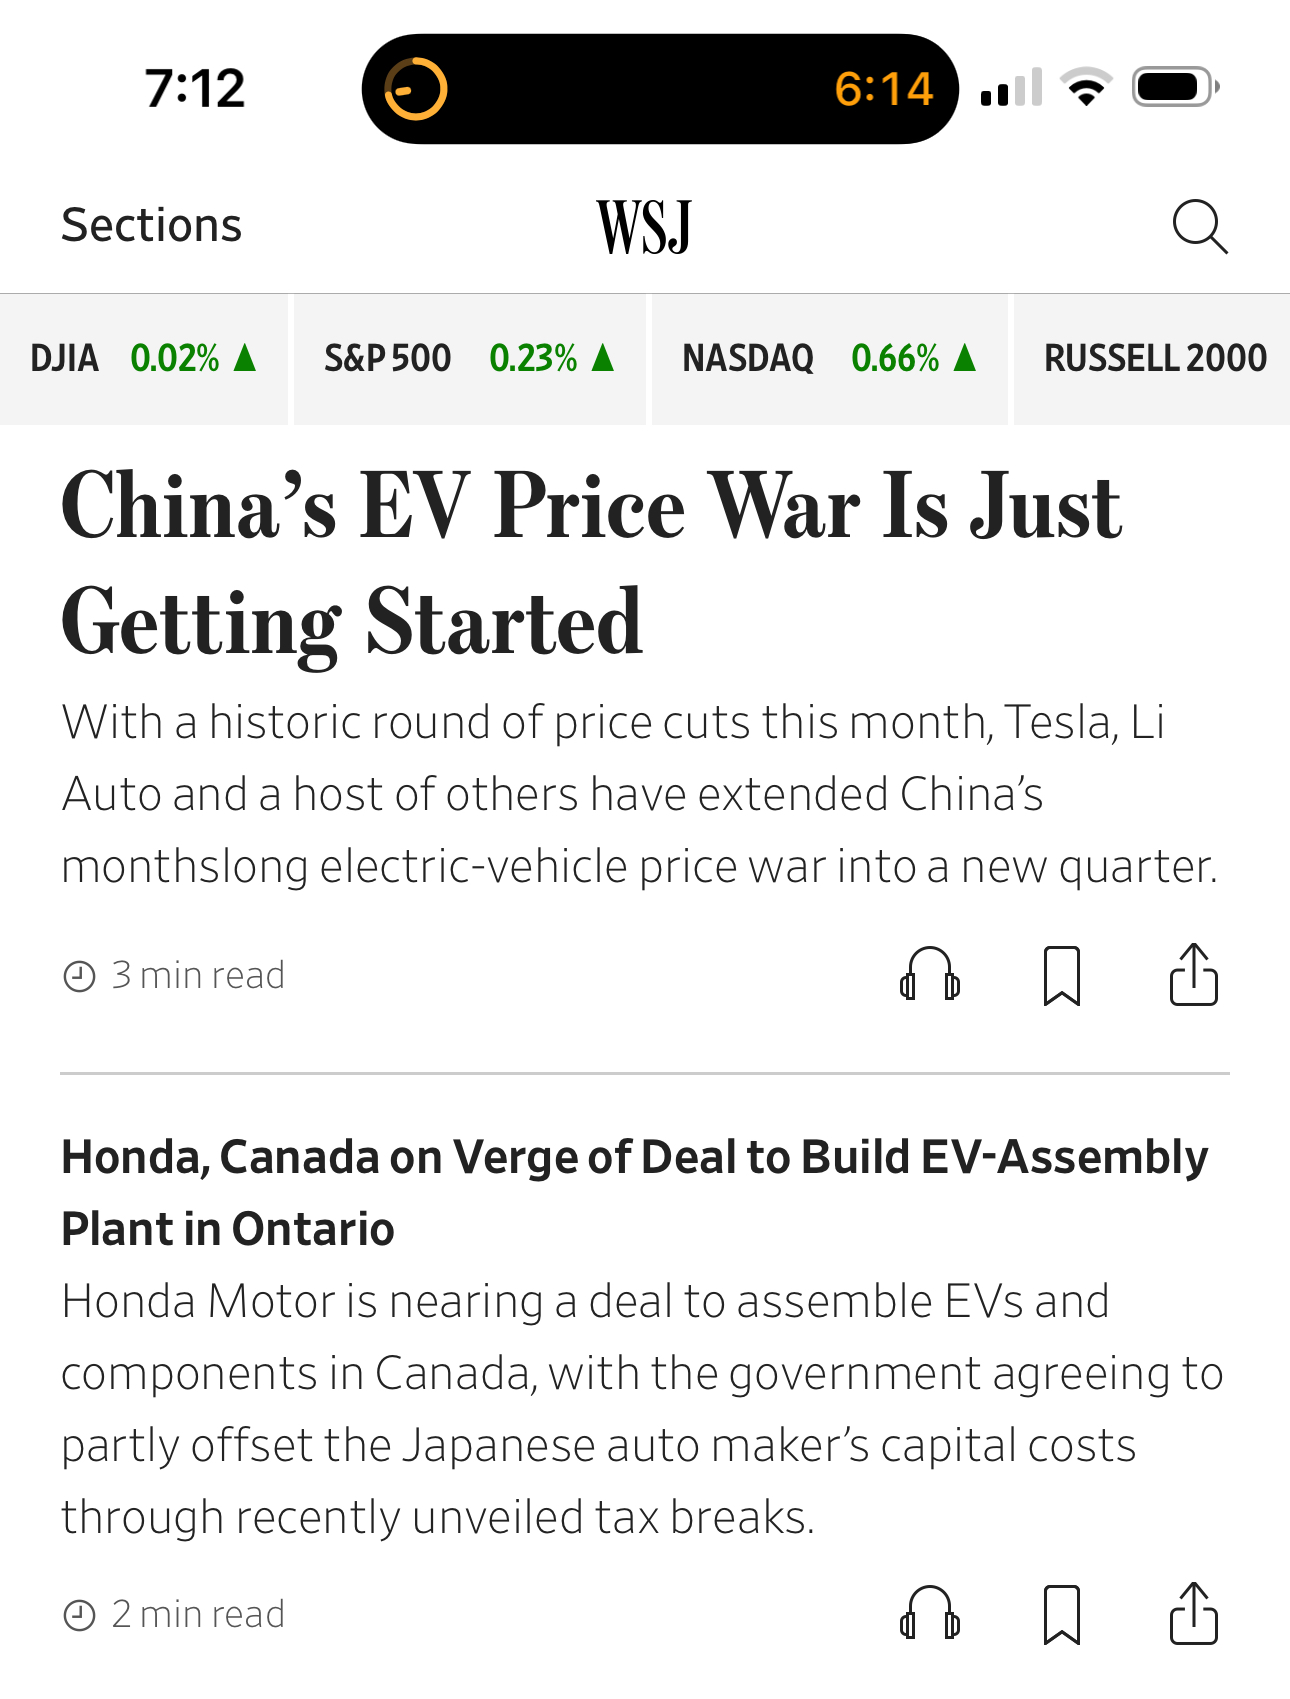 7:12
6:14
Sections
WSJ
DJIA 0.02% ▲
S&P 500 0.23% ▲
NASDAQ 0.66% ▲
RUSSELL 2000
China’s EV Price War Is Just
Getting Started
With a historic round of price cuts this month, Tesla, Li
Auto and a host of others have extended China’s
monthslong electric-vehicle price war into a new quarter.
3 min read
Honda, Canada on Verge of Deal to Build EV-Assembly
Plant in Ontario
Honda Motor is nearing a deal to assemble EVs and
components in Canada, with the government agreeing to
partly offset the Japanese auto maker’s capital costs
through recently unveiled tax breaks.
2 min read